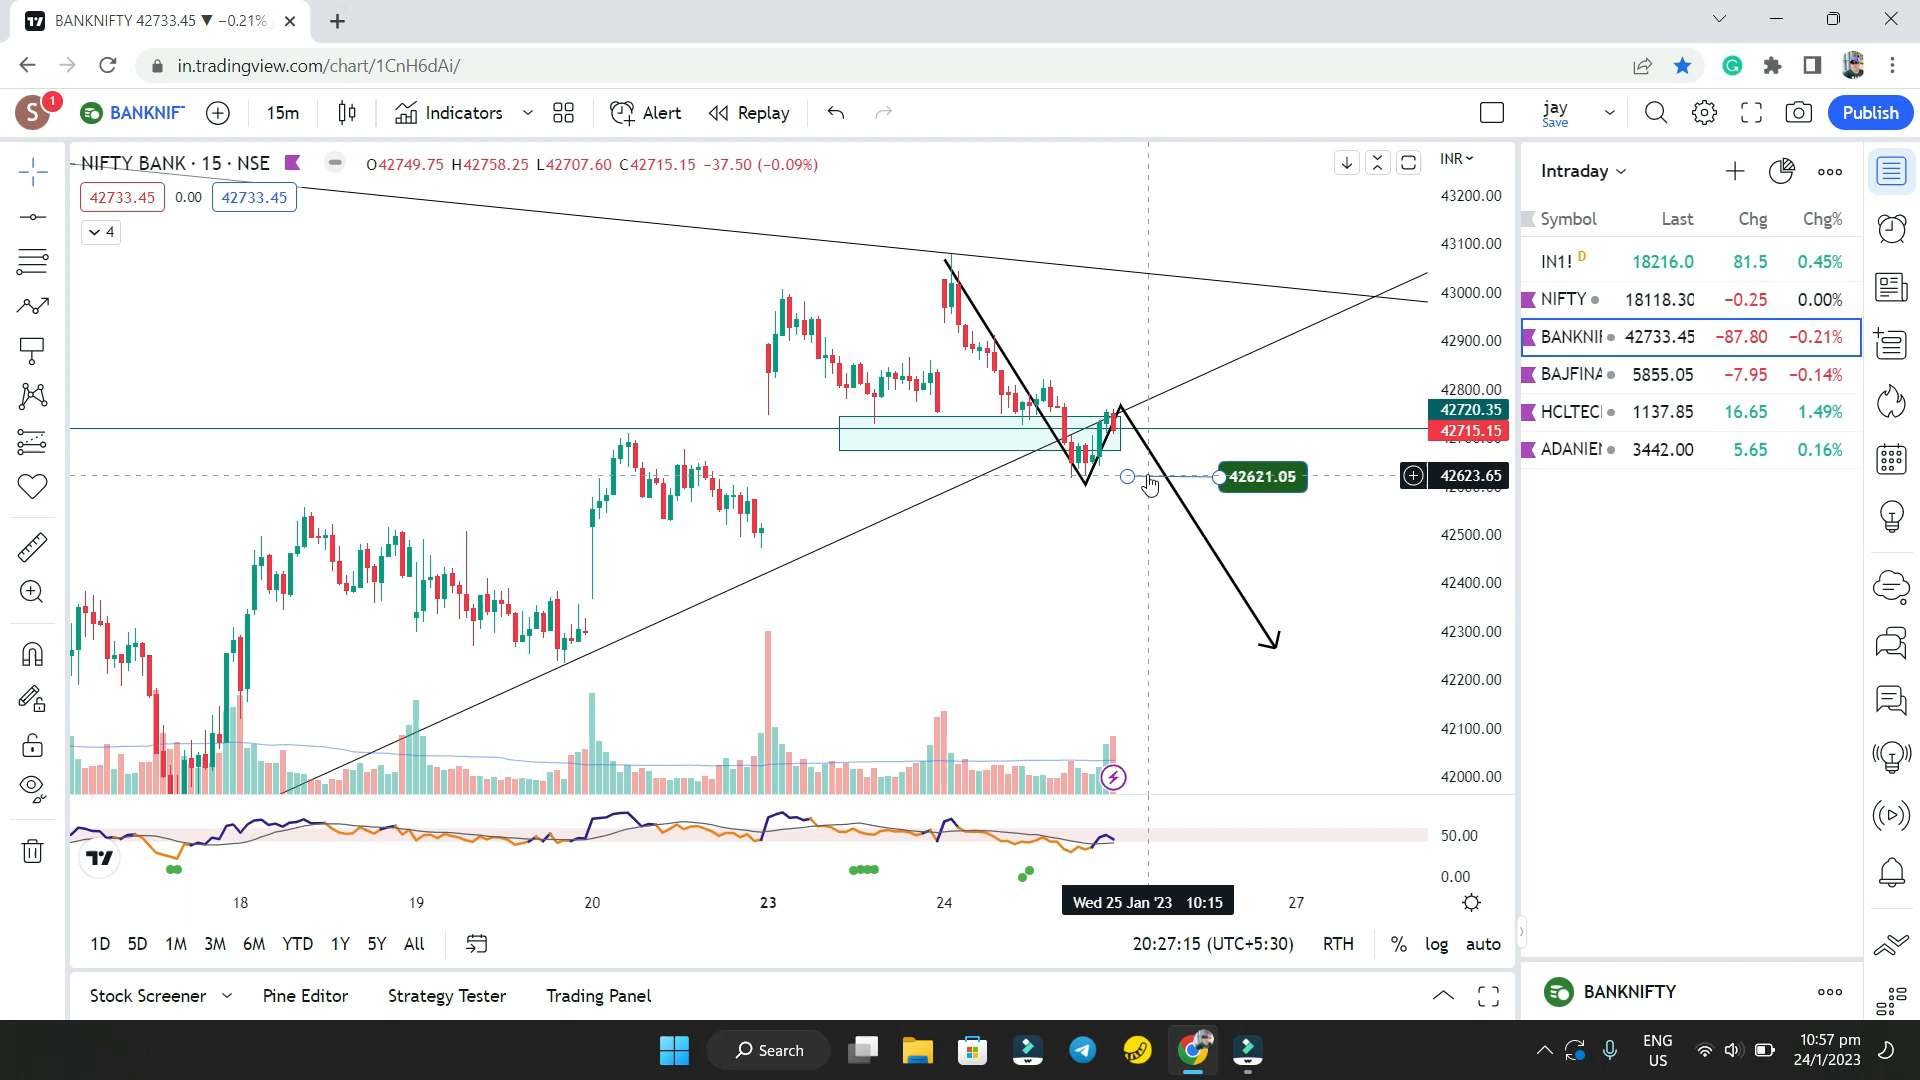 BANKNIFTY 42733.45 ▼ −0.21%
in.tradingview.com/chart/1CnH6dAi/
S 1 BANKNIF 15m Indicators Alert Replay jay Save Publish
NIFTY BANK · 15 · NSE O42749.75 H42758.25 L42707.60 C42715.15 −37.50 (−0.09%)
42733.45 0.00 42733.45
4
INR
43200.00
43100.00
43000.00
42900.00
42800.00
42720.35
42715.15
42621.05
42623.65
42500.00
42400.00
42300.00
42200.00
42100.00
42000.00
50.00
0.00
18 19 20 23 24 Wed 25 Jan '23 10:15 27
1D 5D 1M 3M 6M YTD 1Y 5Y All 20:27:15 (UTC+5:30) RTH % log auto
Stock Screener Pine Editor Strategy Tester Trading Panel
Intraday
Symbol Last Chg Chg%
IN1! D 18216.0 81.5 0.45%
NIFTY 18118.30 −0.25 0.00%
BANKNIF 42733.45 −87.80 −0.21%
BAJFINA 5855.05 −7.95 −0.14%
HCLTECH 1137.85 16.65 1.49%
ADANIEN 3442.00 5.65 0.16%
BANKNIFTY
Search
ENG
US
10:57 pm
24/1/2023